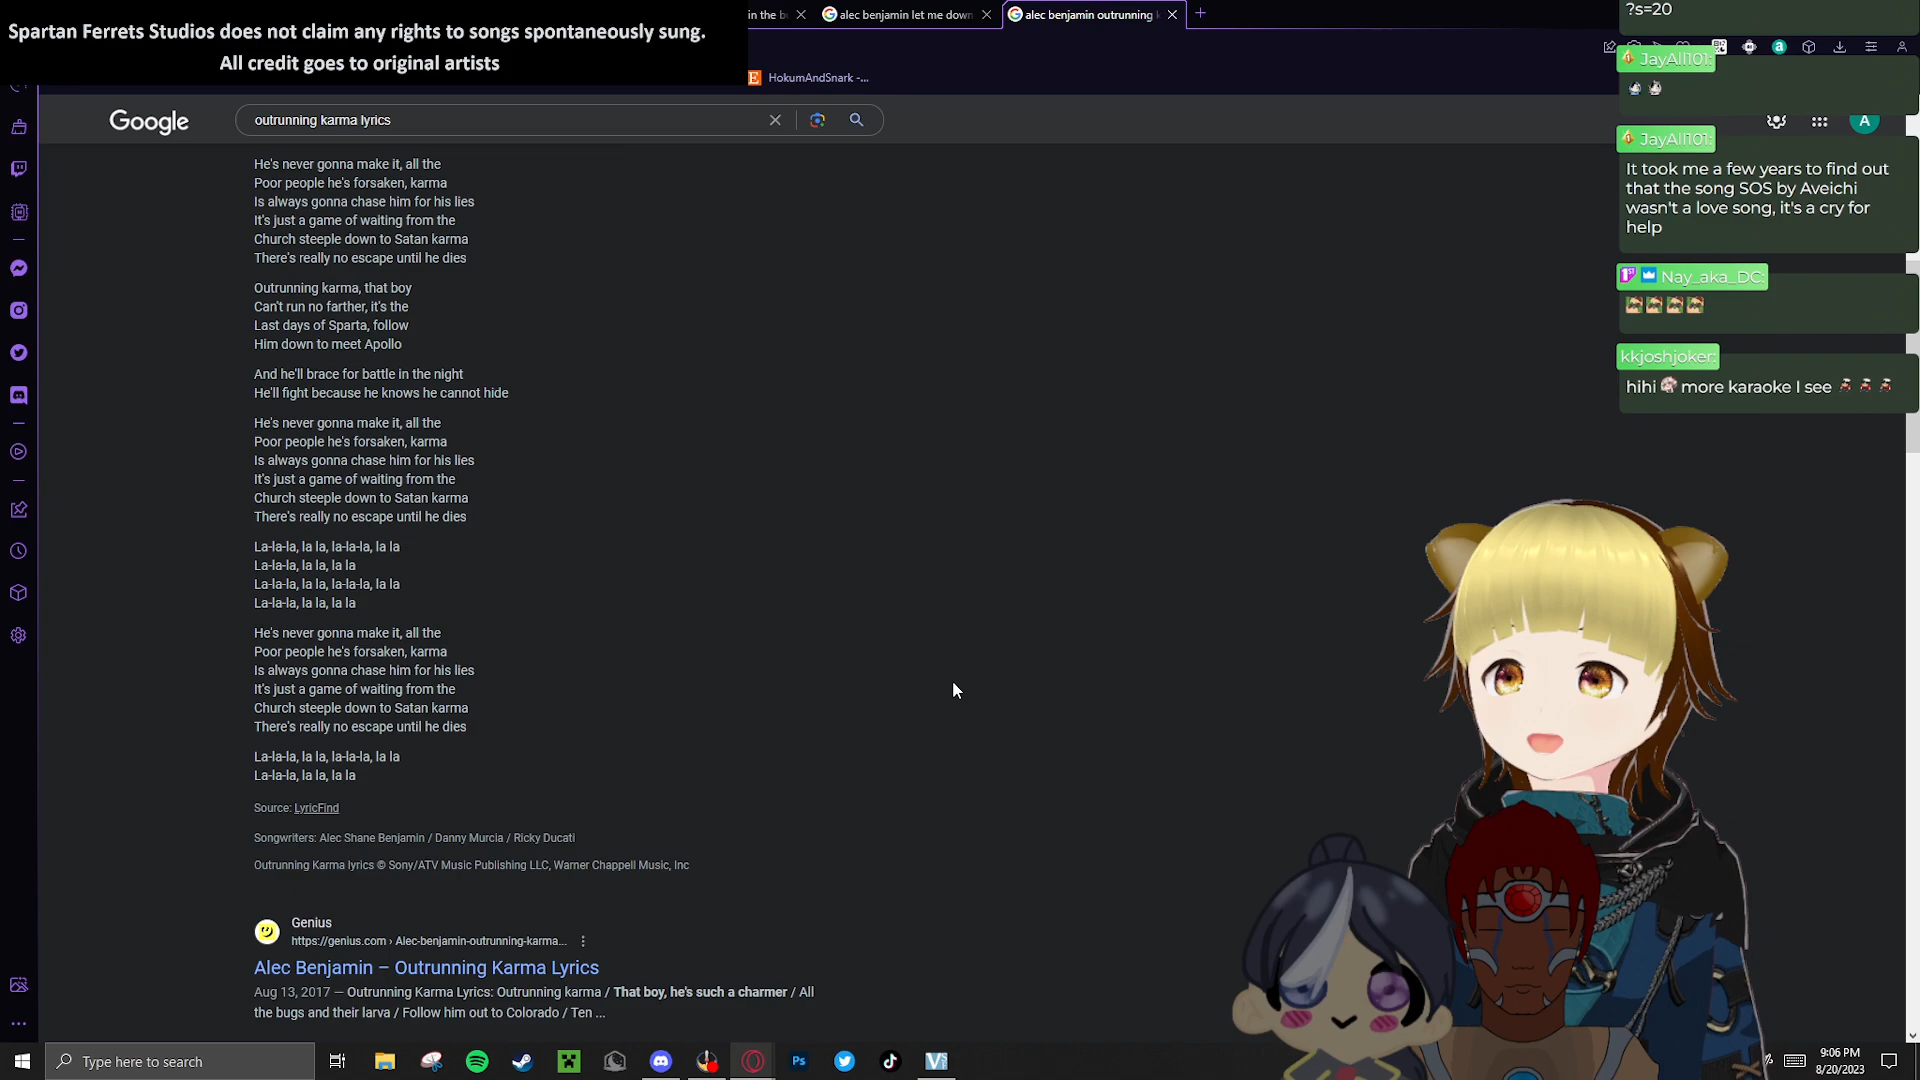 Spartan Ferrets Studios does not claim any rights to songs spontaneously sung.
All credit goes to original artists
in the b
alec benjamin let me down
alec benjamin outrunning
HokumAndSnark -...
Google
outrunning karma lyrics
A
He's never gonna make it, all the
Poor people he's forsaken, karma
Is always gonna chase him for his lies
It's just a game of waiting from the
Church steeple down to Satan karma
There's really no escape until he dies
Outrunning karma, that boy
Can't run no farther, it's the
Last days of Sparta, follow
Him down to meet Apollo
And he'll brace for battle in the night
He'll fight because he knows he cannot hide
He's never gonna make it, all the
Poor people he's forsaken, karma
Is always gonna chase him for his lies
It's just a game of waiting from the
Church steeple down to Satan karma
There's really no escape until he dies
La-la-la, la la, la-la-la, la la
La-la-la, la la, la la
La-la-la, la la, la-la-la, la la
La-la-la, la la, la la
He's never gonna make it, all the
Poor people he's forsaken, karma
Is always gonna chase him for his lies
It's just a game of waiting from the
Church steeple down to Satan karma
There's really no escape until he dies
La-la-la, la la, la-la-la, la la
La-la-la, la la, la la
Source: LyricFind
Songwriters: Alec Shane Benjamin / Danny Murcia / Ricky Ducati
Outrunning Karma lyrics © Sony/ATV Music Publishing LLC, Warner Chappell Music, Inc
Genius
https://genius.com › Alec-benjamin-outrunning-karma...
Alec Benjamin – Outrunning Karma Lyrics
Aug 13, 2017 — Outrunning Karma Lyrics: Outrunning karma / That boy, he's such a charmer / All
the bugs and their larva / Follow him out to Colorado / Ten ...
?s=20
JayAll101:
JayAll101:
It took me a few years to find out
that the song SOS by Aveichi
wasn't a love song, it's a cry for
help
Nay_aka_DC:
kkjoshjoker:
hihi more karaoke I see
Type here to search
Ps
9:06 PM
8/20/2023